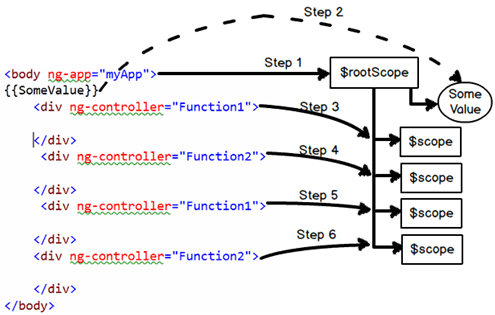 Step 2
Step 1
<body ng-app="myApp">
$rootScope
{{SomeValue}}
Some
Value
<div ng-controller="Function1">
Step 3
</div>
$scope
<div ng-controller="Function2">
Step 4
$scope
</div>
<div ng-controller="Function1">
Step 5
$scope
</div>
Step 6
<div ng-controller="Function2">
$scope
</div>
</body>